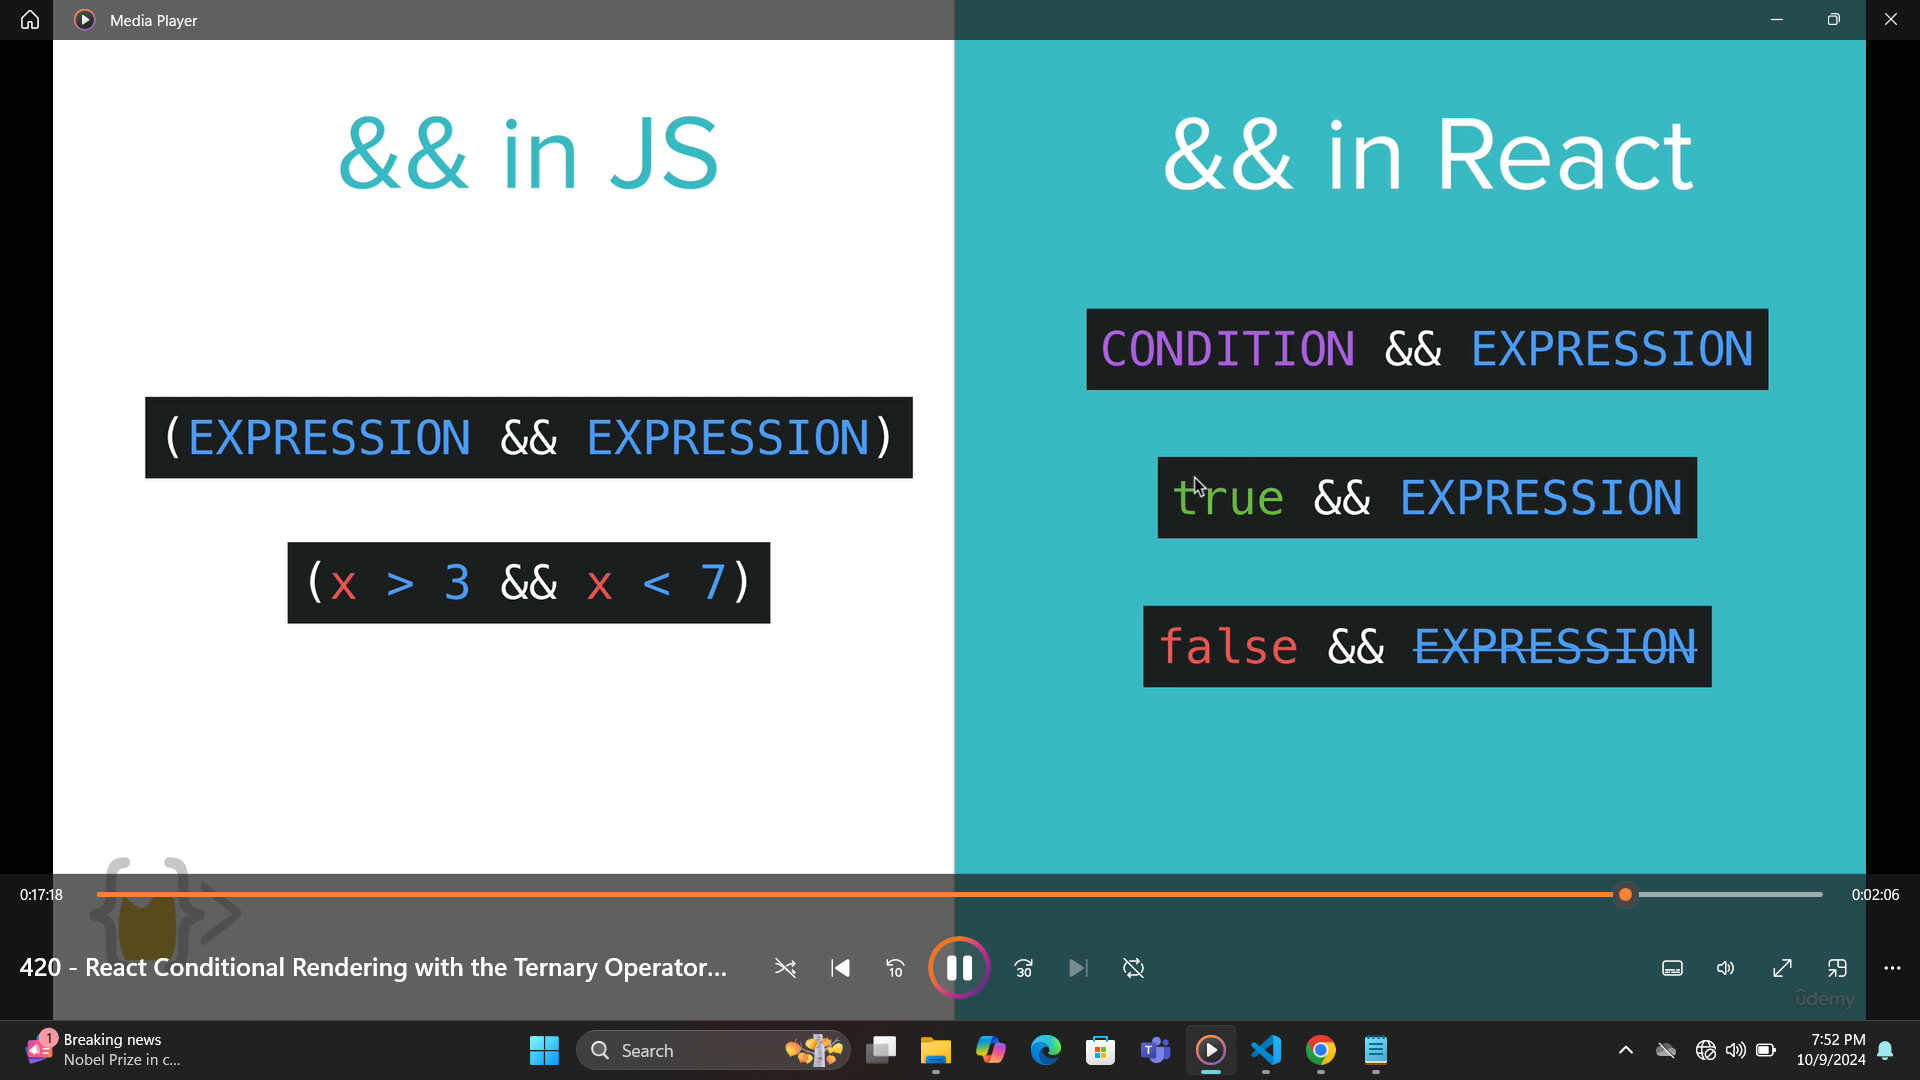 Media Player
&& in JS
(EXPRESSION && EXPRESSION)
(x > 3 && x < 7)
&& in React
CONDITION && EXPRESSION
true && EXPRESSION
false && EXPRESSION
0:17:18
0:02:06
420 - React Conditional Rendering with the Ternary Operator...
10
30
ûdemy
1
Breaking news
Nobel Prize in c...
Search
T
7:52 PM
10/9/2024